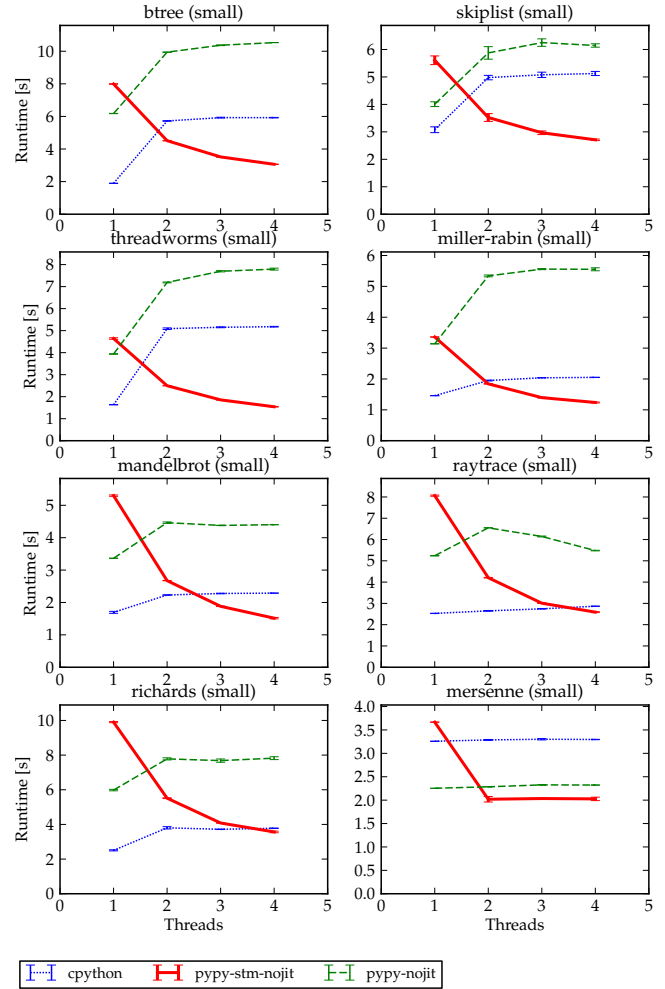 btree (small)
skiplist (small)
Runtime [s]
10
8
6
4
2
0
6
5
4
3
2
1
0
0 1 2 3 4 5
0 1 2 3 4 5
threadworms (small)
miller-rabin (small)
Runtime [s]
8
7
6
5
4
3
2
1
0
6
5
4
3
2
1
0
0 1 2 3 4 5
0 1 2 3 4 5
mandelbrot (small)
raytrace (small)
Runtime [s]
5
4
3
2
1
0
8
7
6
5
4
3
2
1
0
0 1 2 3 4 5
0 1 2 3 4 5
richards (small)
mersenne (small)
Runtime [s]
10
8
6
4
2
0
4.0
3.5
3.0
2.5
2.0
1.5
1.0
0.5
0.0
0 1 2 3 4 5
0 1 2 3 4 5
Threads
Threads
cpython pypy-stm-nojit pypy-nojit